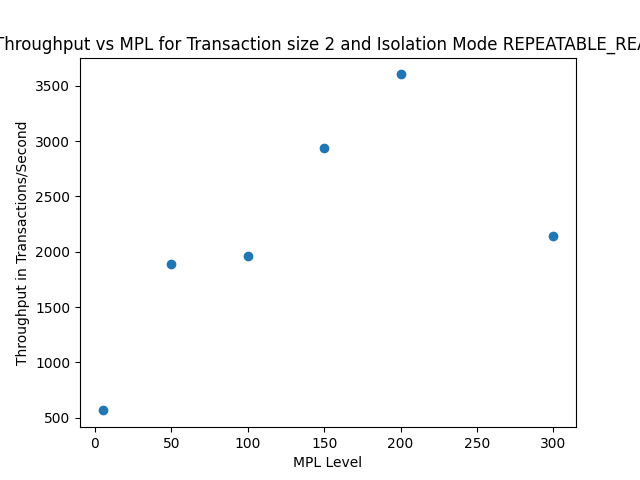 Throughput vs MPL for Transaction size 2 and Isolation Mode
Throughput in Transactions/Second
3500
3000
2500
2000
1500
1000
500
0 50 100 150 200 250 300
MPL Level